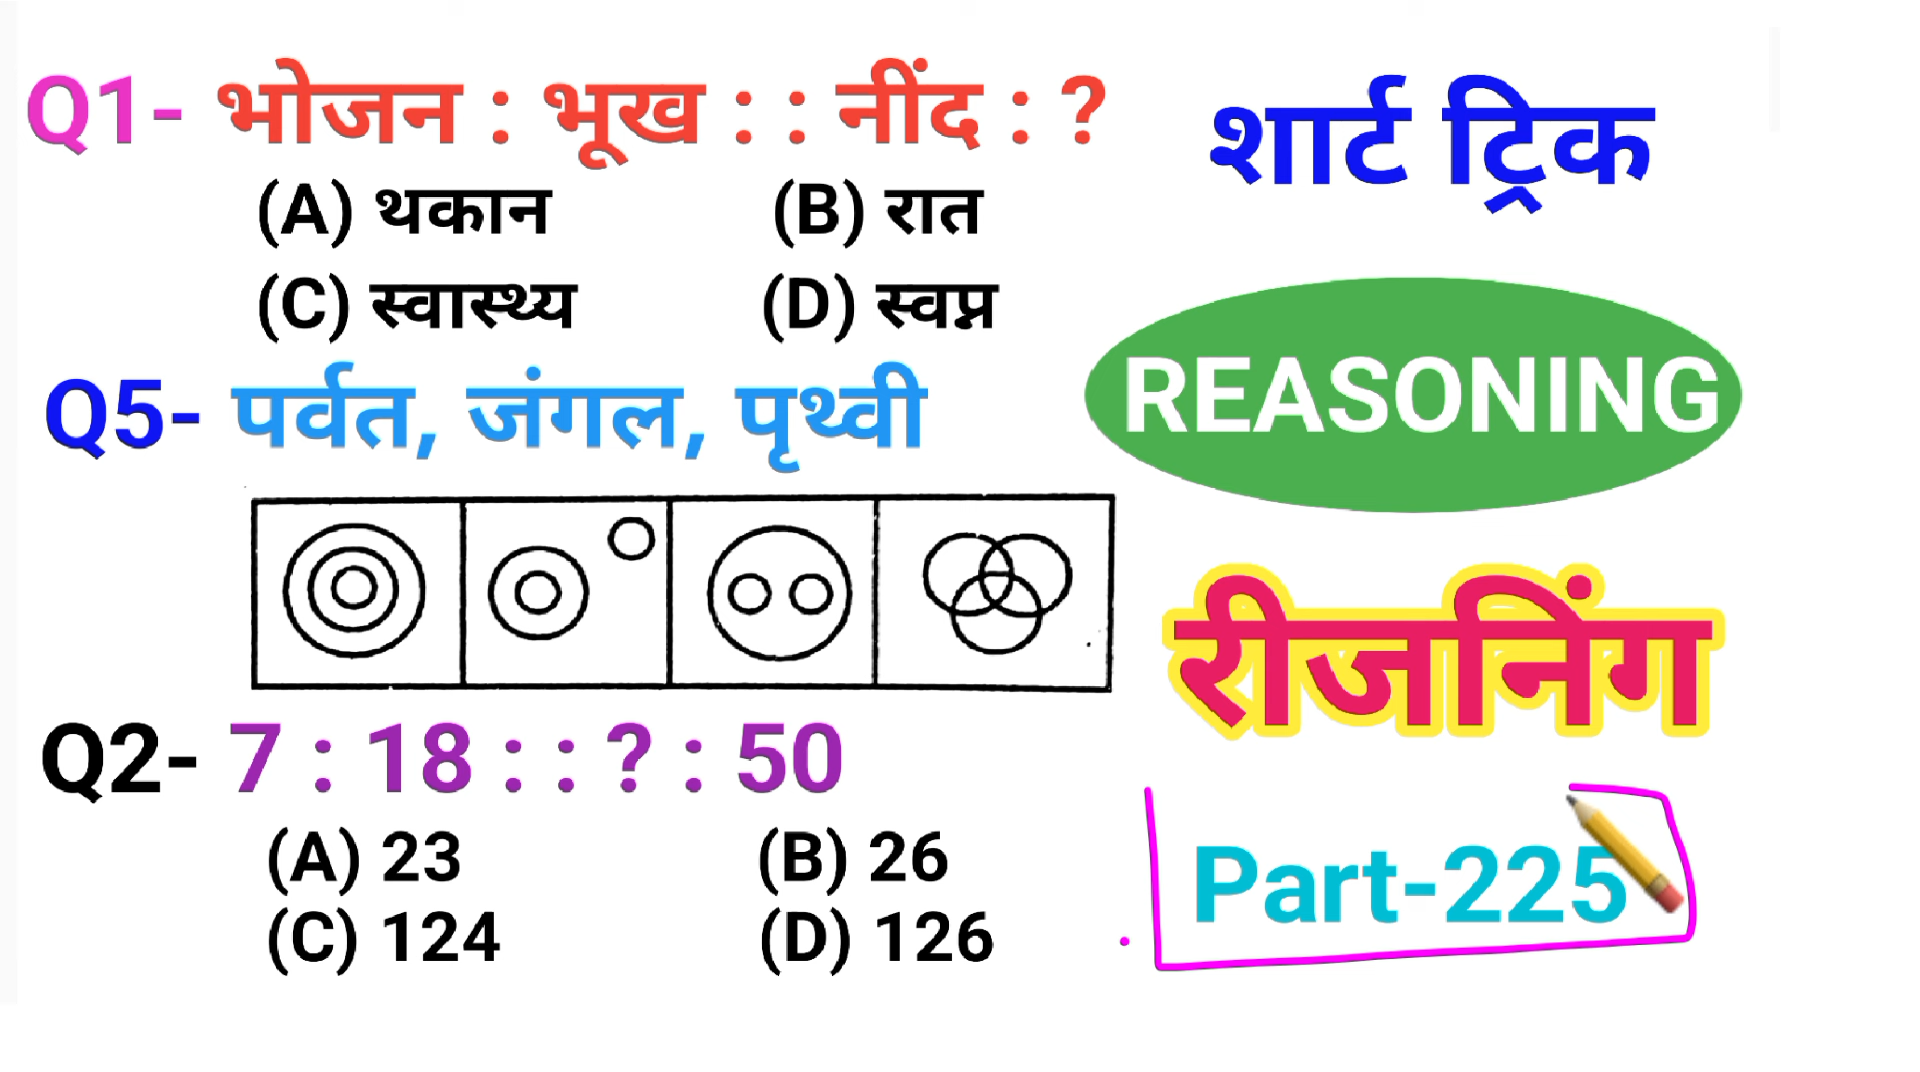 Q1- भोजन : भूख : : नींद : ?
(A) थकान (B) रात
(C) स्वास्थ्य (D) स्वप्न
Q5- पर्वत, जंगल, पृथ्वी
Q2- 7 : 18 : : ? : 50
(A) 23 (B) 26
(C) 124 (D) 126
शार्ट ट्रिक
REASONING
रीजनिंग
Part-225